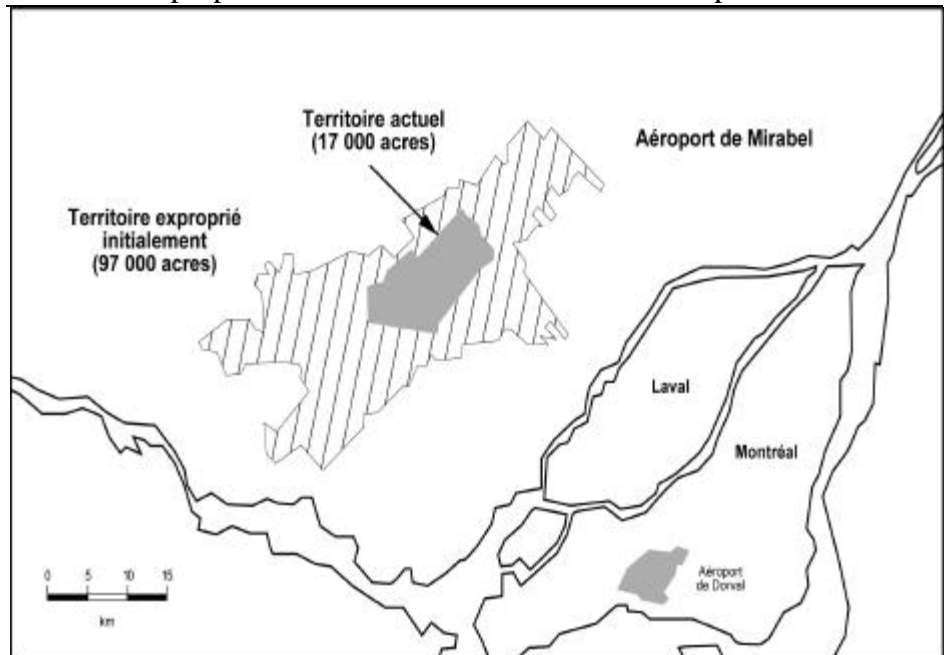 Territoire actuel
(17 000 acres)
Aéroport de Mirabel
Territoire exproprié
initialement
(97 000 acres)
Laval
Montréal
Aéroport
de Dorval
0 5 10 15
km